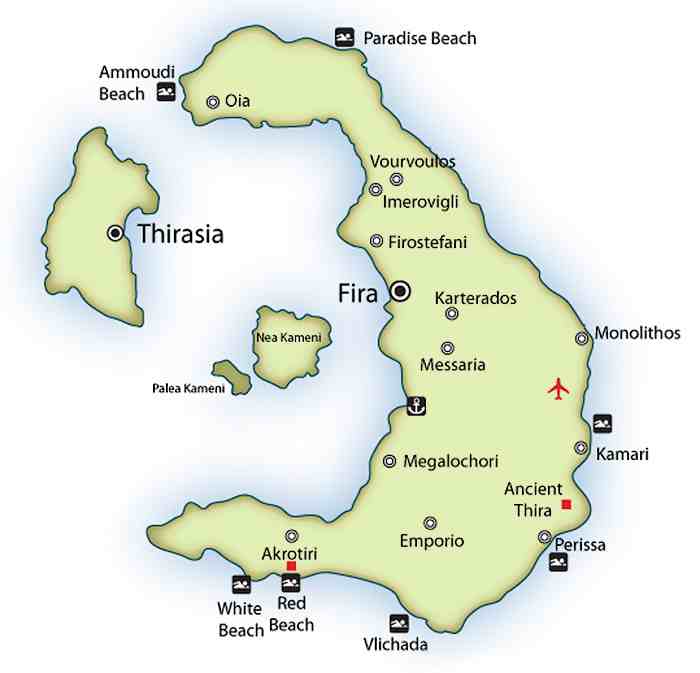 Paradise Beach
Ammoudi
Beach
Oia
Vourvoulos
Imerovigli
Thirasia
Firostefani
Fira
Karterados
Monolithos
Nea Kameni
Messaria
Palea Kameni
Kamari
Megalochori
Ancient
Thira
Emporio
Perissa
Akrotiri
White
Beach
Red
Beach
Vlichada